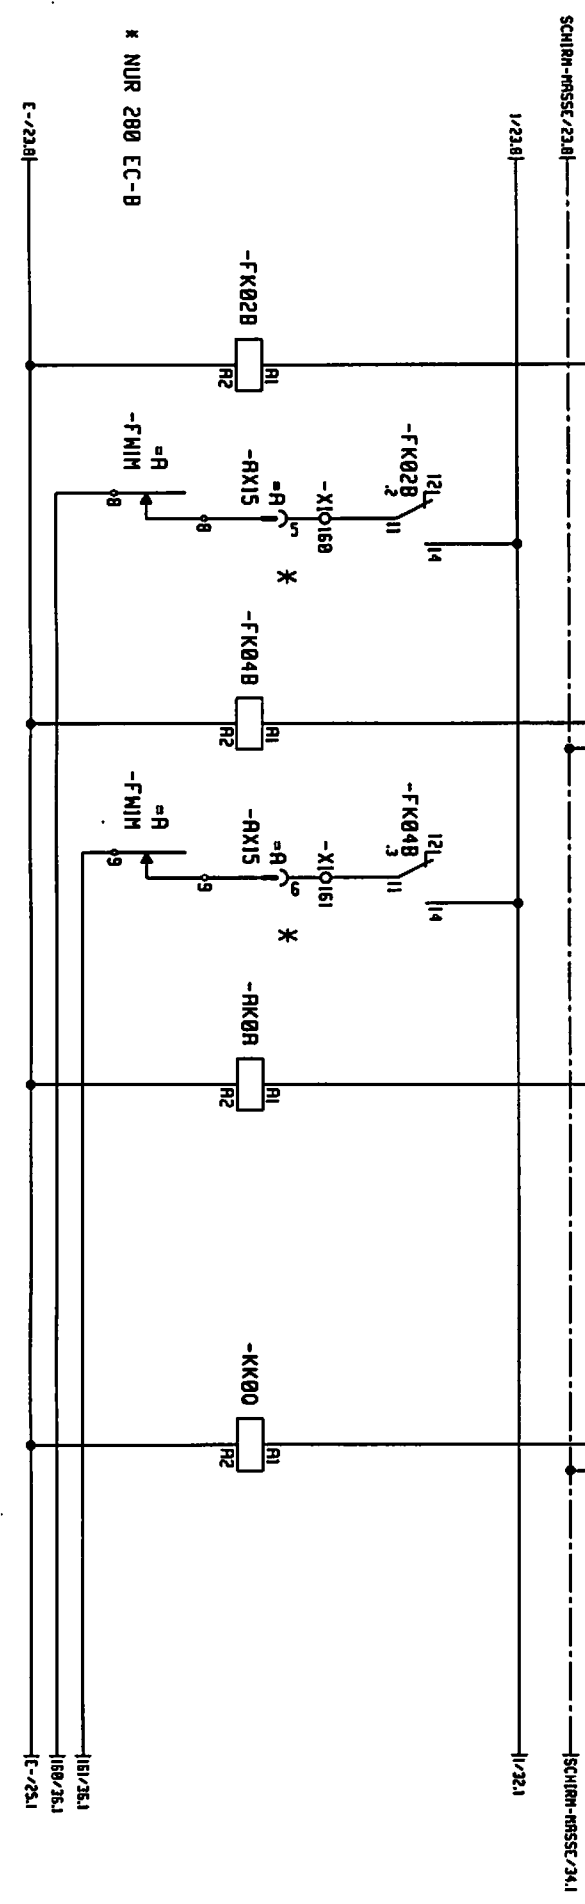 SCHIRM-MASSE/23.8
1/23.8
E-/23.8
* NUR 280 EC-B
-FK02B
A1
A2
-FK02B
.2
12
11
14
-X1
160
=A
-AX15
5
8
=A
-FW1M
8
*
-FK04B
A1
A2
-FK04B
.3
12
11
14
-X1
161
=A
-AX15
6
9
=A
-FW1M
9
*
-AK0A
A1
A2
-KK00
A1
A2
SCHIRM-MASSE/34.1
1/32.1
161/36.1
160/36.1
E-/25.1